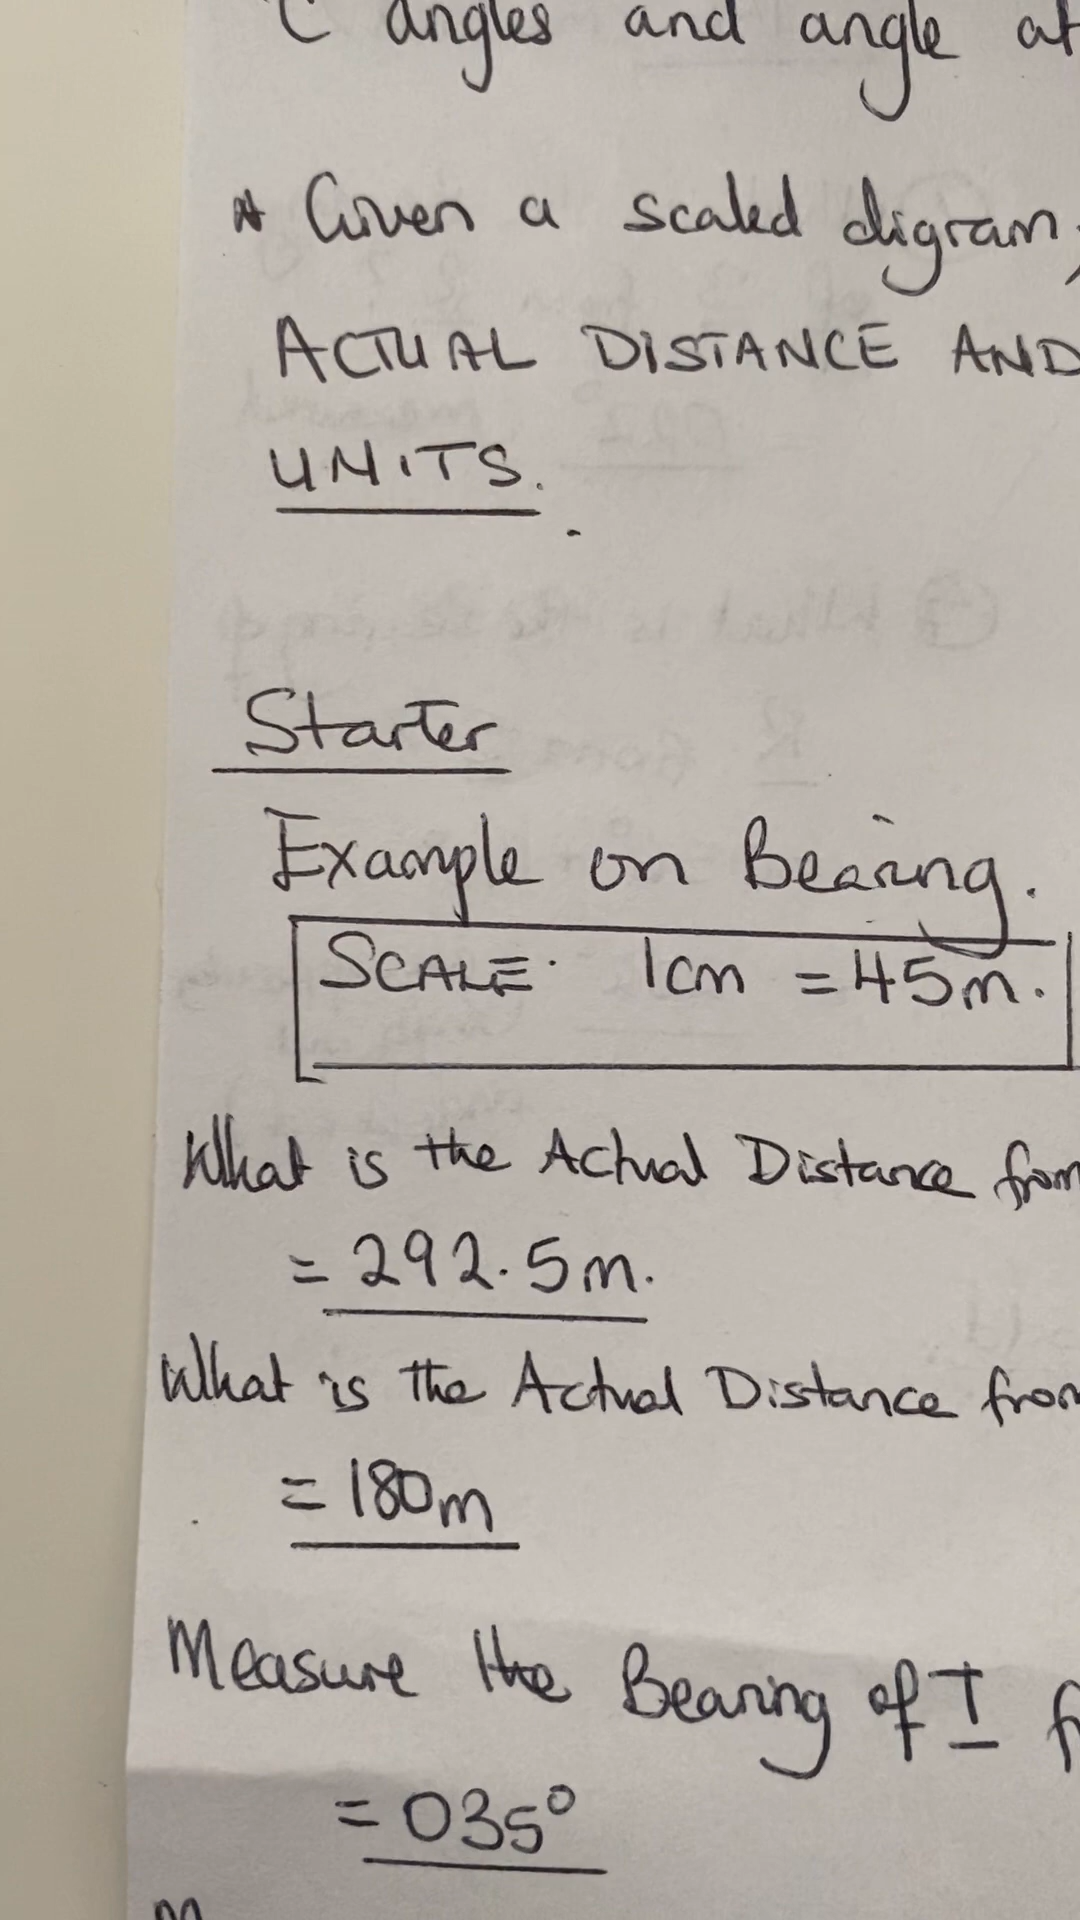 C angles and angle at
* Given a scaled digram,
ACTUAL DISTANCE AND
UNITS.
Starter
Example on Bearing.
SCALE: 1cm = 45m.
What is the Actual Distance from
= 292.5m.
What is the Actual Distance from
= 180m
Measure the Bearing of T f
= 035°